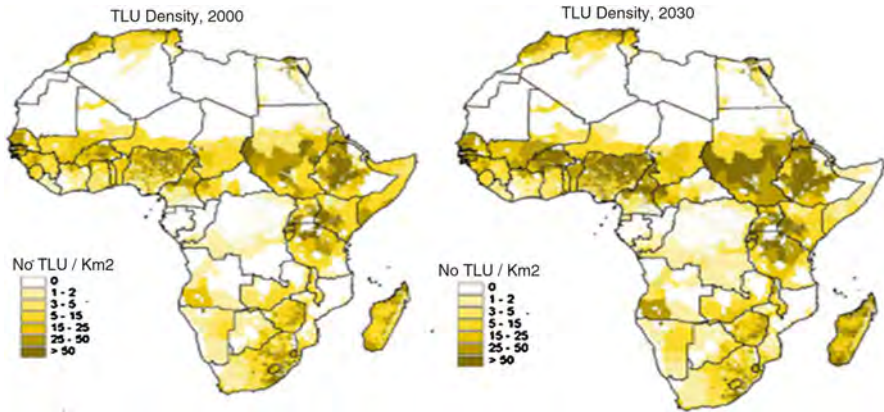 TLU Density, 2000
No TLU / Km2
0
1 - 2
3 - 5
5 - 15
15 - 25
25 - 50
> 50
TLU Density, 2030
No TLU / Km2
0
1 - 2
3 - 5
5 - 15
15 - 25
25 - 50
> 50